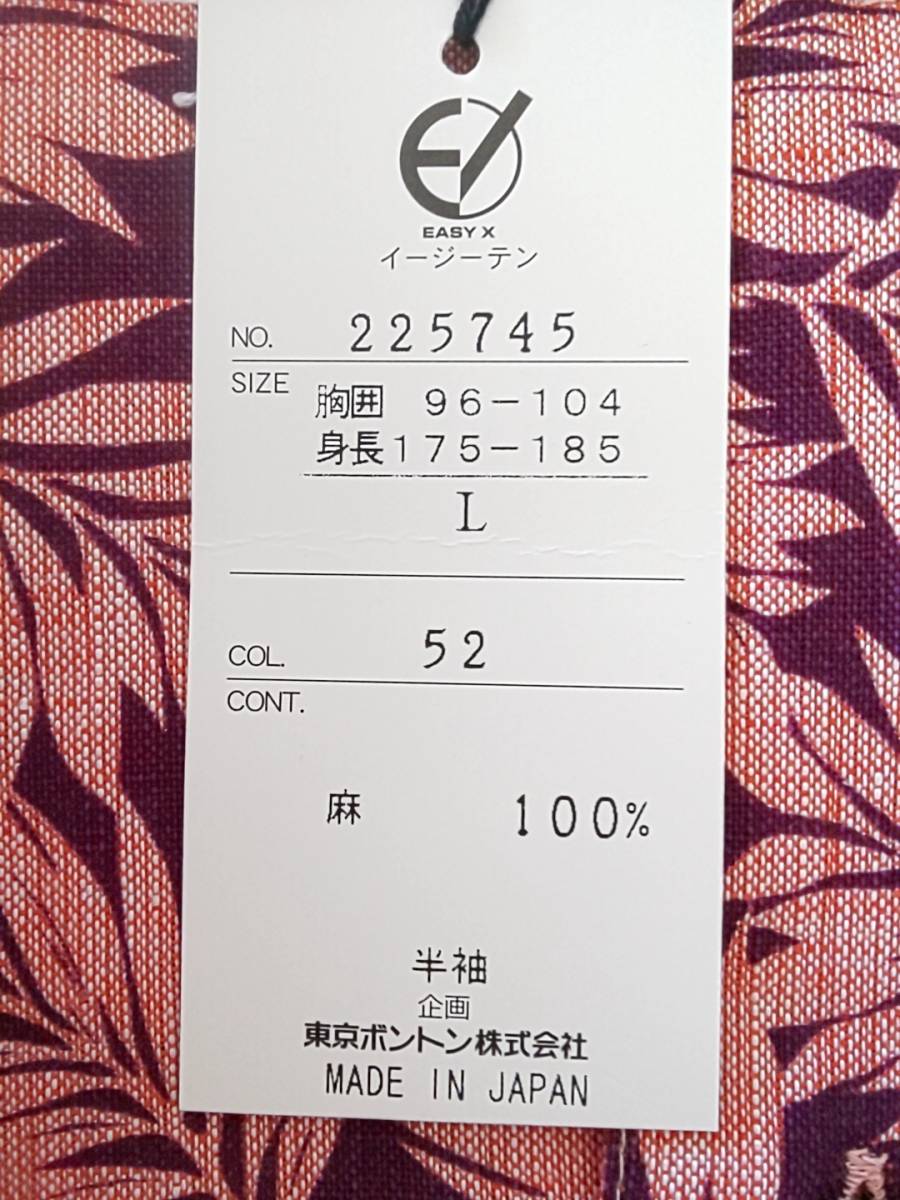 EASY X
イージーテン
NO. 225745
SIZE 胸囲 96-104
身長175-185
L
COL. 52
CONT.
麻 100%
半袖
企画
東京ボントン株式会社
MADE IN JAPAN